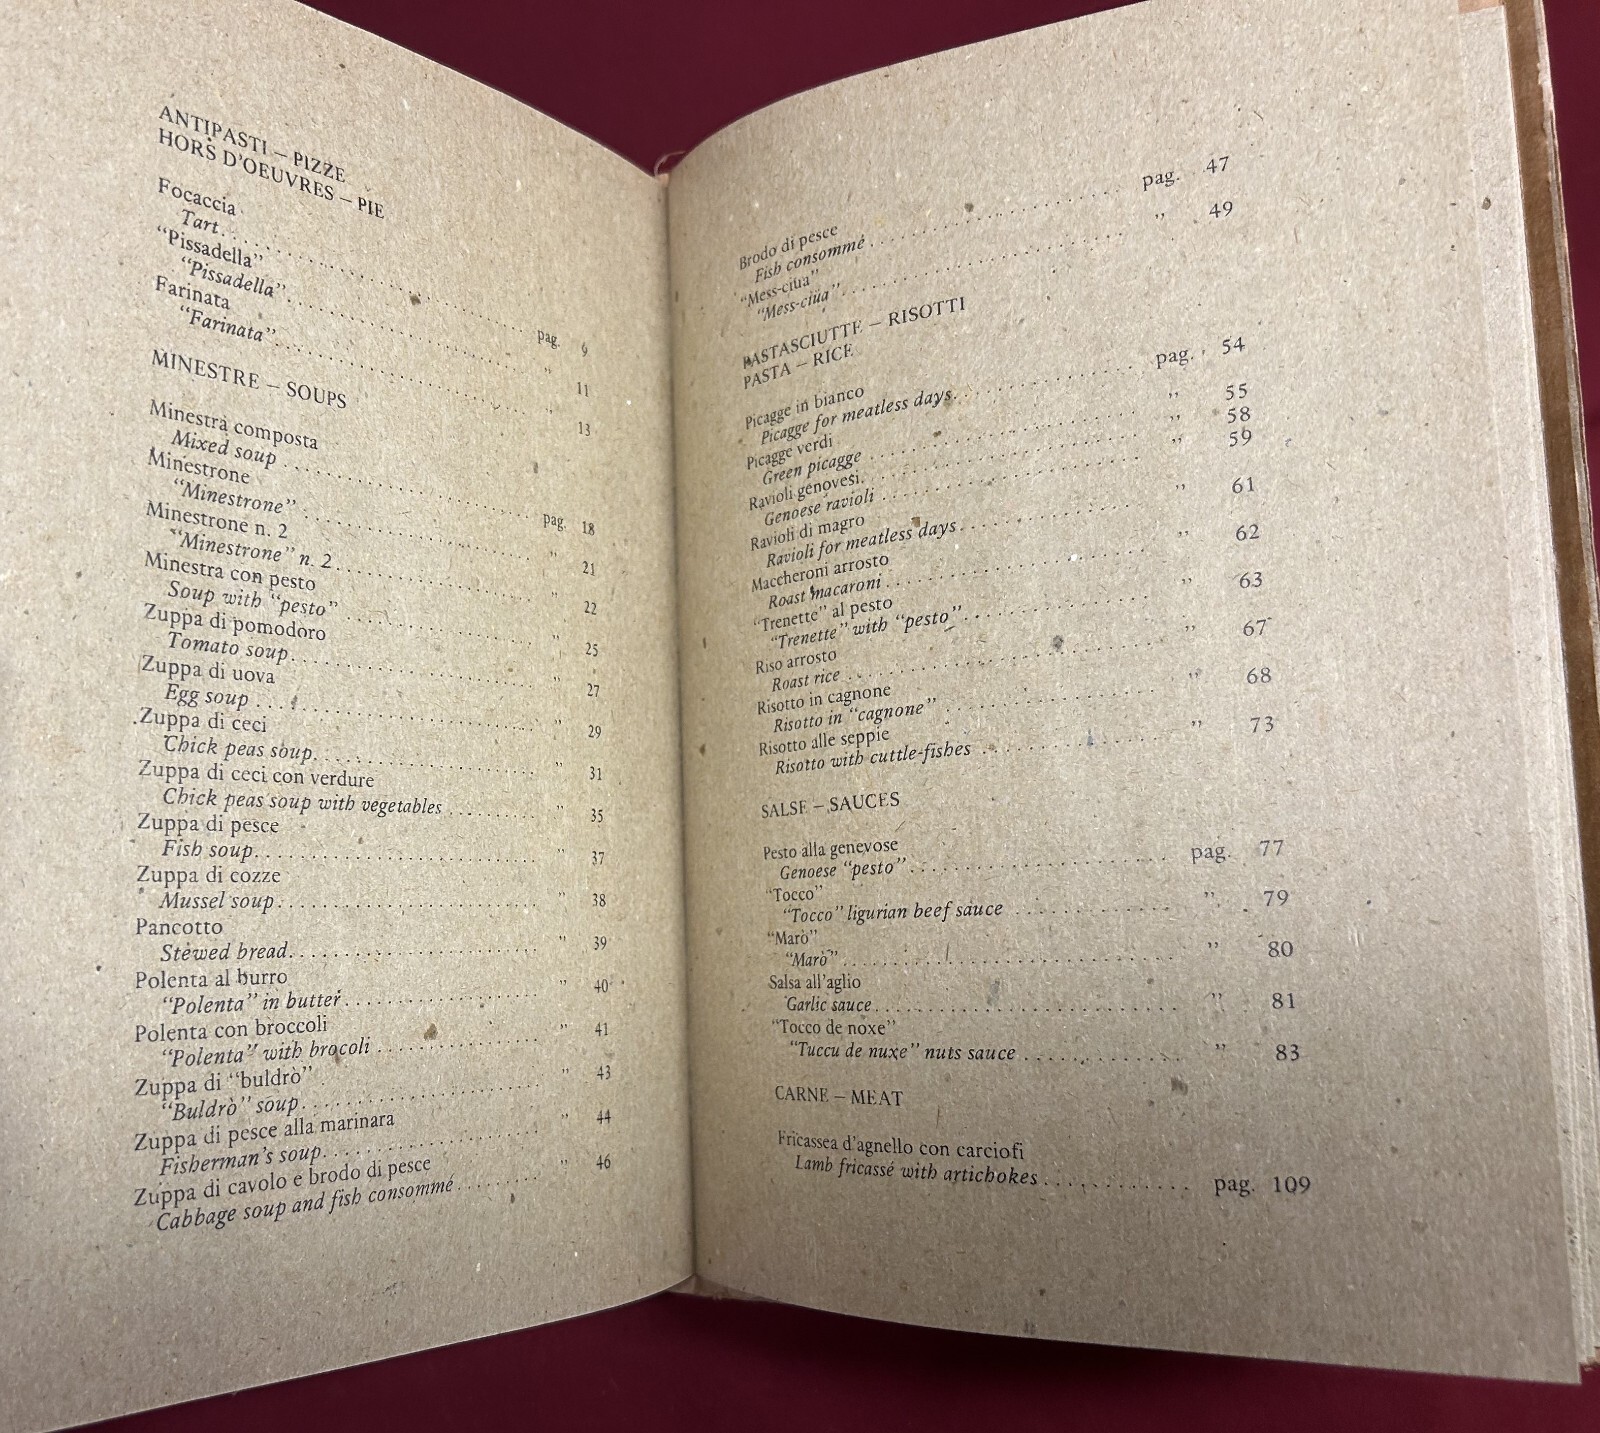 ANTIPASTI – PIZZE
HORS D'OEUVRES – PIE
Focaccia
Tart . . . . . . . . . . pag. 9
"Pissadella"
"Pissadella" . . . . . . . . . . " 11
Farinata
"Farinata" . . . . . . . . . . " 13
MINESTRE – SOUPS
Minestra composta
Mixed soup . . . . . . . . . . pag. 18
Minestrone
"Minestrone" . . . . . . . . . . " 21
Minestrone n. 2
"Minestrone" n. 2 . . . . . . . . . . " 22
Minestra con pesto
Soup with "pesto" . . . . . . . . . . " 25
Zuppa di pomodoro
Tomato soup . . . . . . . . . . " 27
Zuppa di uova
Egg soup . . . . . . . . . . " 29
Zuppa di ceci
Chick peas soup . . . . . . . . . . " 31
Zuppa di ceci con verdure
Chick peas soup with vegetables . . . . . . . . . . " 35
Zuppa di pesce
Fish soup . . . . . . . . . . " 37
Zuppa di cozze
Mussel soup . . . . . . . . . . " 38
Pancotto
Stewed bread . . . . . . . . . . " 39
Polenta al burro
"Polenta" in butter . . . . . . . . . . " 40
Polenta con broccoli
"Polenta" with brocoli . . . . . . . . . . " 41
Zuppa di "buldrò"
"Buldrò" soup . . . . . . . . . . " 43
Zuppa di pesce alla marinara
Fisherman's soup . . . . . . . . . . " 44
Zuppa di cavolo e brodo di pesce
Cabbage soup and fish consommé . . . . . . . . . . " 46
Brodo di pesce
Fish consommé . . . . . . . . . . pag. 47
"Mess-ciüa"
"Mess-ciüa" . . . . . . . . . . " 49
PASTASCIUTTE – RISOTTI
PASTA – RICE
Picagge in bianco
Picagge for meatless days . . . . . . . . . . pag. 54
Picagge verdi
Green picagge . . . . . . . . . . " 55
Ravioli genovesi . . . . . . . . . . " 58
Genoese ravioli . . . . . . . . . . " 59
Ravioli di magro
Ravioli for meatless days . . . . . . . . . . " 61
Maccheroni arrosto
Roast macaroni . . . . . . . . . . " 62
"Trenette" al pesto
"Trenette" with "pesto" . . . . . . . . . . " 63
Riso arrosto
Roast rice . . . . . . . . . . " 67
Risotto in cagnone
Risotto in "cagnone" . . . . . . . . . . " 68
Risotto alle seppie
Risotto with cuttle-fishes . . . . . . . . . . " 73
SALSE – SAUCES
Pesto alla genevose
Genoese "pesto" . . . . . . . . . . pag. 77
"Tocco"
"Tocco" ligurian beef sauce . . . . . . . . . . " 79
"Marò"
"Marò" . . . . . . . . . . " 80
Salsa all'aglio
Garlic sauce . . . . . . . . . . " 81
"Tocco de noxe"
"Tuccu de nuxe" nuts sauce . . . . . . . . . . " 83
CARNE – MEAT
Fricassea d'agnello con carciofi
Lamb fricassé with artichokes . . . . . . . . . . pag. 109